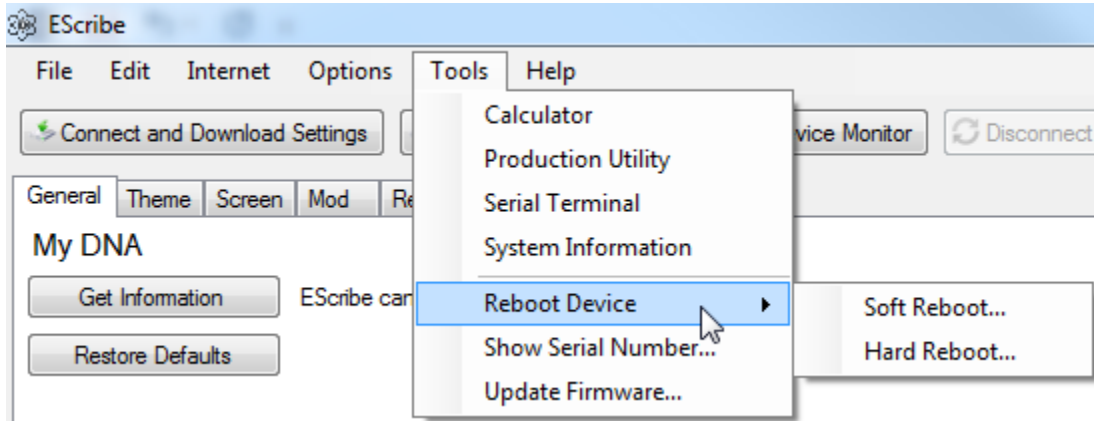 EScribe
File Edit Internet Options Tools Help
Connect and Download Settings
vice Monitor Disconnect
Calculator
Production Utility
Serial Terminal
System Information
Reboot Device
Show Serial Number...
Update Firmware...
Soft Reboot...
Hard Reboot...
General Theme Screen Mod Re
My DNA
Get Information EScribe can
Restore Defaults